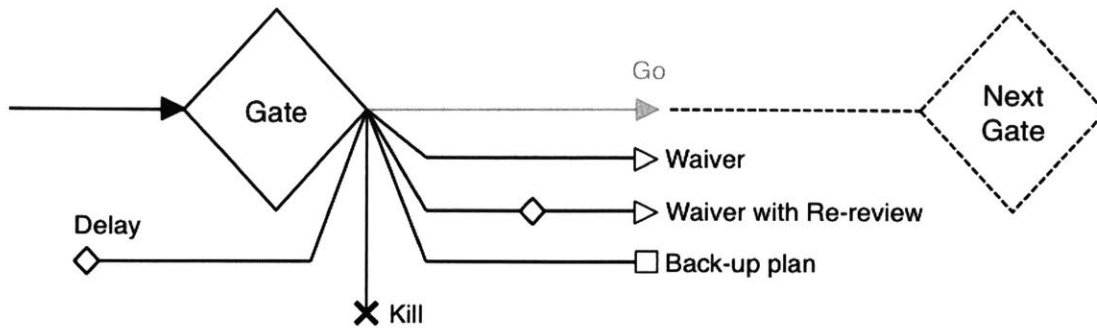 Go
Gate
Next
Gate
Waiver
Waiver with Re-review
Delay
Back-up plan
Kill